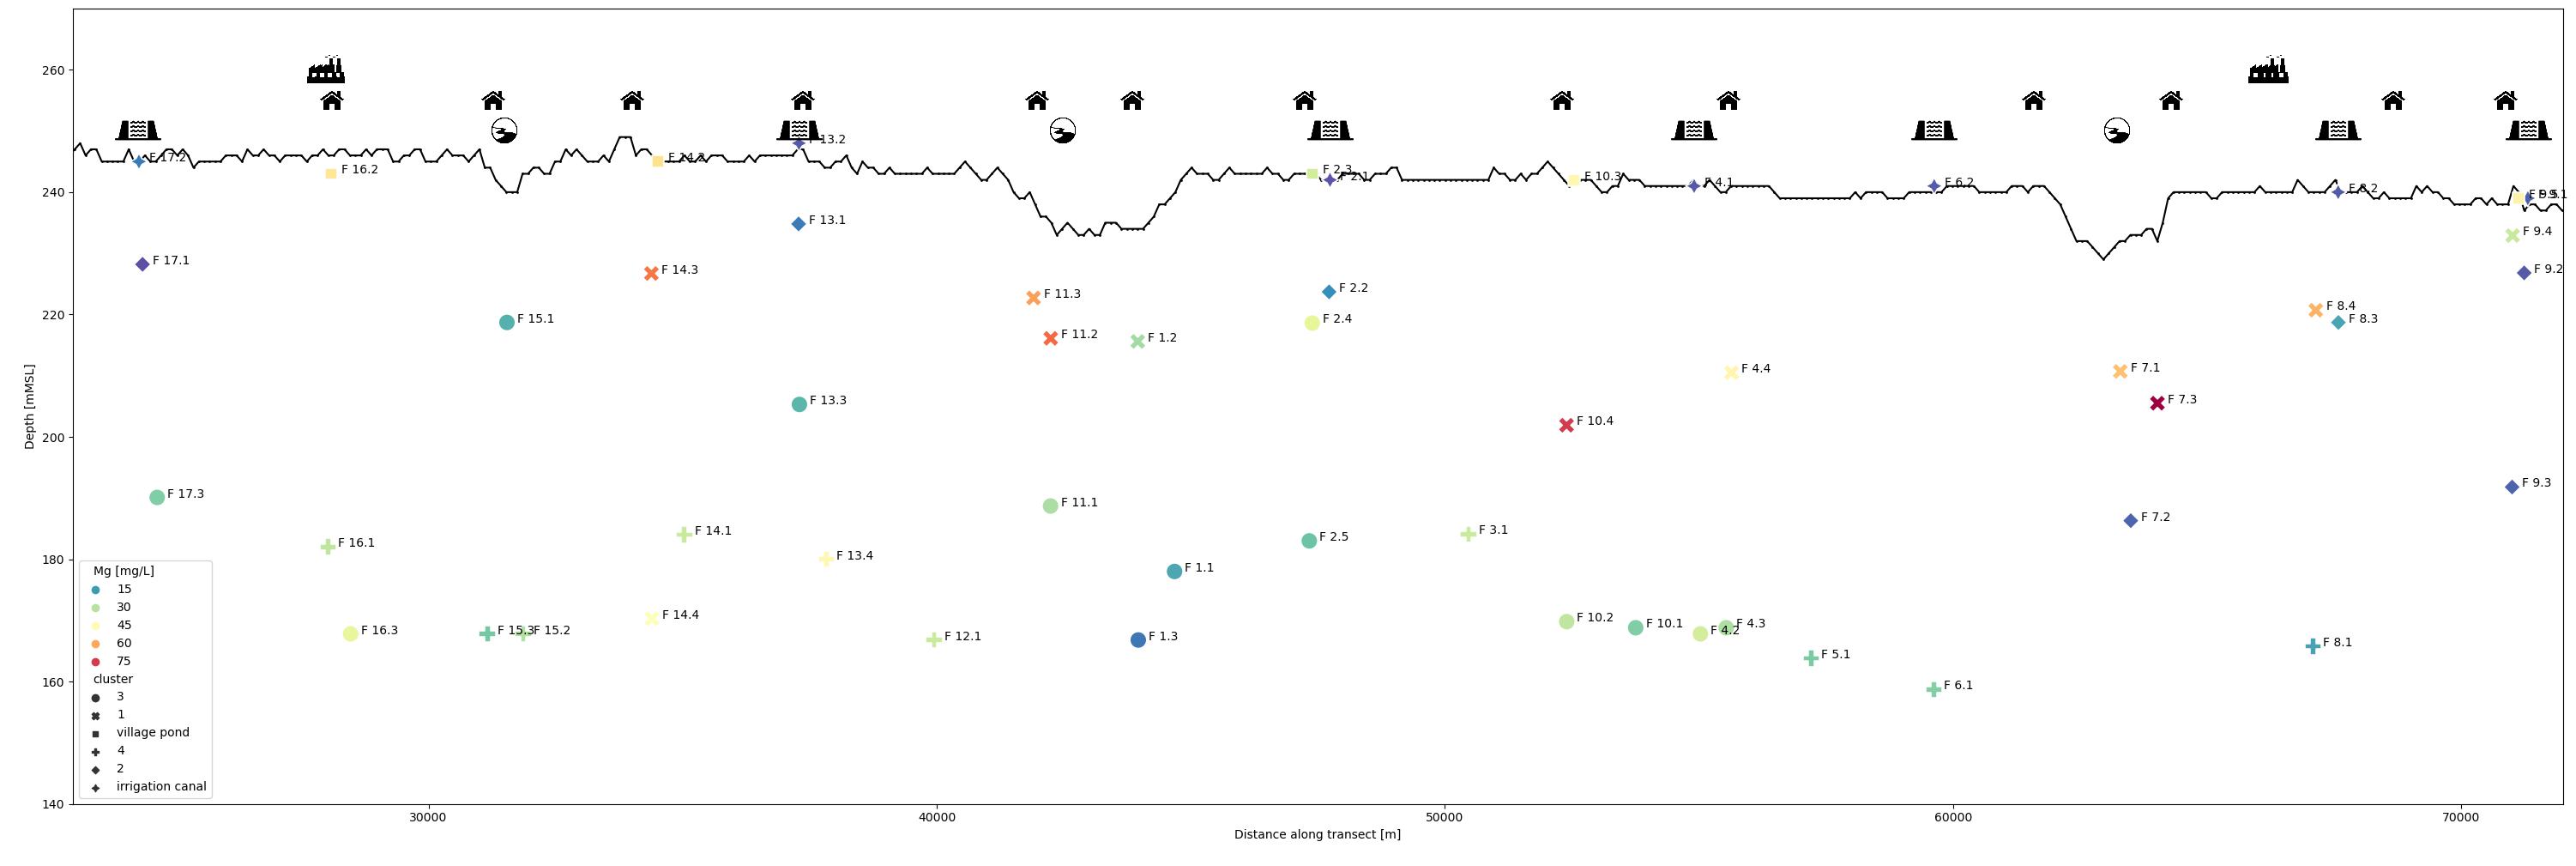 260
F 13.2
F 17.2
F 14.2
F 16.2
F 2.3
F 2.1
F 10.3
F 4.1
F 6.2
F 8.2
F 9.1
240
F 13.1
F 9.4
F 17.1
F 14.3
F 9.2
F 2.2
F 11.3
F 8.4
220
F 15.1
F 2.4
F 8.3
F 11.2
F 1.2
F 4.4
F 7.1
F 13.3
F 7.3
F 10.4
200
Depth [mMSL]
F 17.3
F 11.1
F 9.3
F 7.2
F 16.1
F 14.1
F 3.1
F 2.5
180
F 13.4
F 1.1
F 14.4
F 10.2
F 16.3
F 15.3
F 15.2
F 12.1
F 1.3
F 10.1
F 4.2
F 4.3
F 8.1
160
F 5.1
F 6.1
140
Mg [mg/L]
15
30
45
60
75
cluster
3
1
village pond
4
2
irrigation canal
30000
40000
50000
60000
70000
Distance along transect [m]